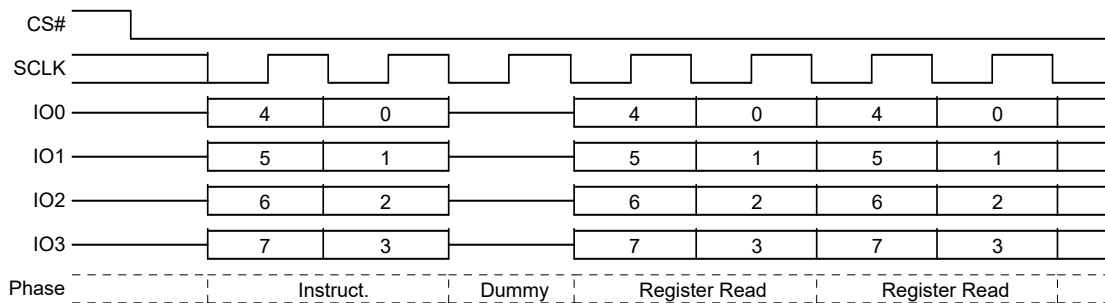 CS#
SCLK
IO0 4 0 4 0 4 0
IO1 5 1 5 1 5 1
IO2 6 2 6 2 6 2
IO3 7 3 7 3 7 3
Phase Instruct. Dummy Register Read Register Read